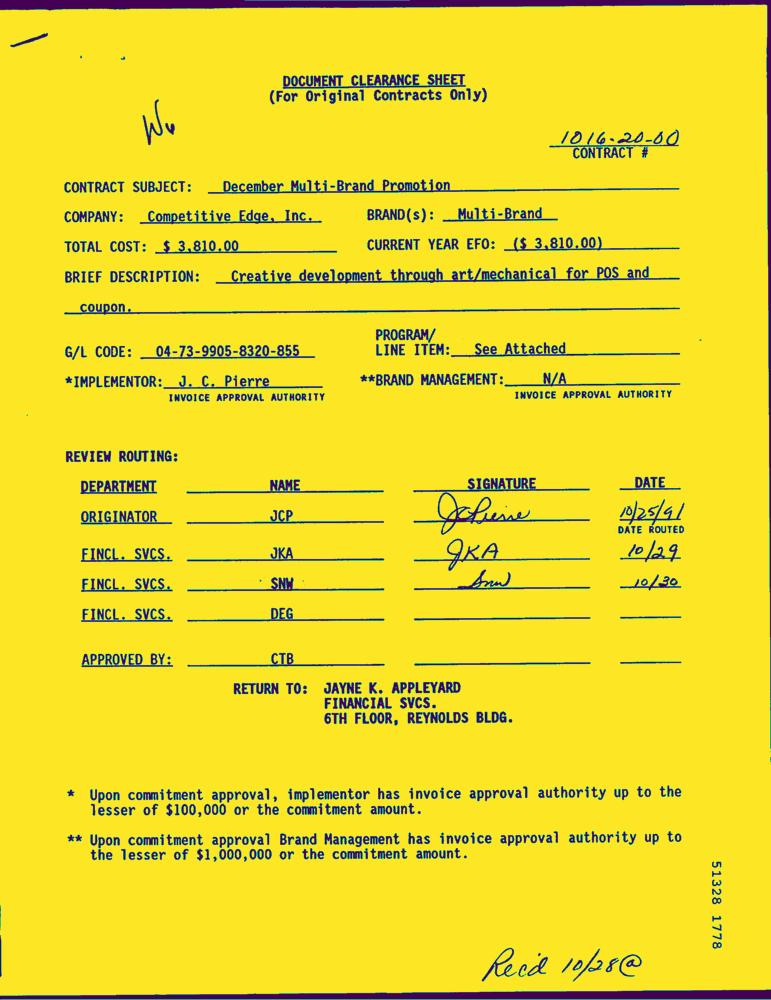 DOCUMENT CLEARANCE SHEET
(For Original Contracts Only)
1016-20-00
CONTRACT #
CONTRACT SUBJECT: December Multi-Brand Promotion
COMPANY: Competitive Edge, Inc. BRAND(s): Multi-Brand
TOTAL COST: $ 3,810.00 CURRENT YEAR EFO: ($ 3,810.00)
BRIEF DESCRIPTION: Creative development through art/mechanical for POS and
coupon.
PROGRAM/
G/L CODE: 04-73-9905-8320-855 LINE ITEM: See Attached
*IMPLEMENTOR: J. C. Pierre **BRAND MANAGEMENT: N/A
INVOICE APPROVAL AUTHORITY INVOICE APPROVAL AUTHORITY
REVIEW ROUTING:
DEPARTMENT NAME SIGNATURE DATE
ORIGINATOR JCP JCPierre 10/25/91
DATE ROUTED
FINCL. SVCS. JKA JKA 10/29
FINCL. SVCS. SNW Snw 10/30
FINCL. SVCS. DEG
APPROVED BY: CTB
RETURN TO: JAYNE K. APPLEYARD
FINANCIAL SVCS.
6TH FLOOR, REYNOLDS BLDG.
* Upon commitment approval, implementor has invoice approval authority up to the
lesser of $100,000 or the commitment amount.
** Upon commitment approval Brand Management has invoice approval authority up to
the lesser of $1,000,000 or the commitment amount.
51328 1778
Rec'd 10/28@